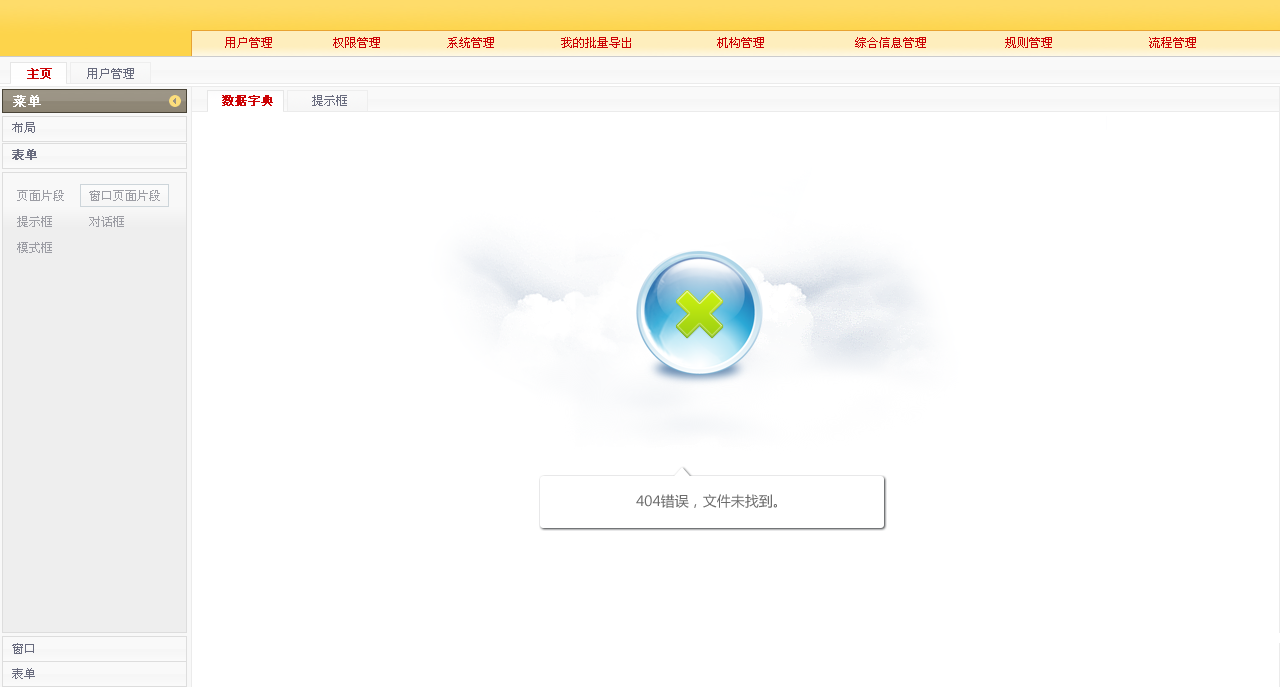 用户管理 权限管理 系统管理 我的批量导出 机构管理 综合信息管理 规则管理 流程管理
主页 用户管理
菜单
数据字典 提示框
布局
表单
页面片段 窗口页面片段
提示框 对话框
模式框
404错误，文件未找到。
窗口
表单